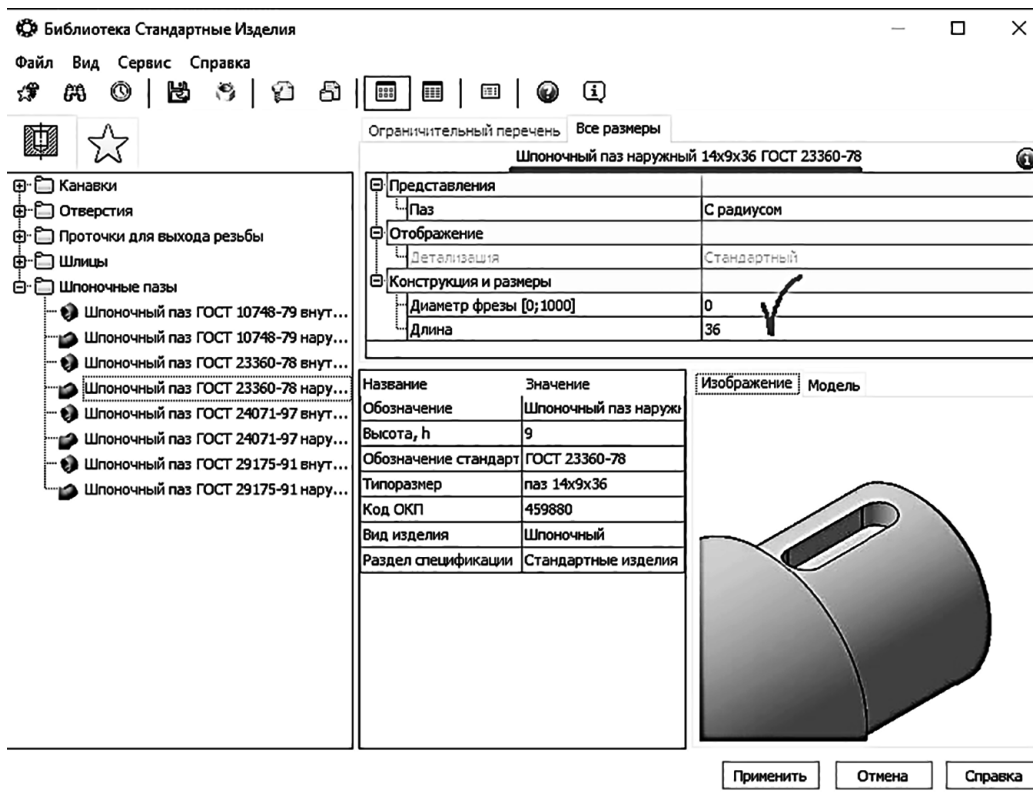 Библиотека Стандартные Изделия
Файл Вид Сервис Справка
Ограничительный перечень Все размеры
Шпоночный паз наружный 14x9x36 ГОСТ 23360-78
Канавки
Отверстия
Проточки для выхода резьбы
Шлицы
Шпоночные пазы
Шпоночный паз ГОСТ 10748-79 внут...
Шпоночный паз ГОСТ 10748-79 нару...
Шпоночный паз ГОСТ 23360-78 внут...
Шпоночный паз ГОСТ 23360-78 нару...
Шпоночный паз ГОСТ 24071-97 внут...
Шпоночный паз ГОСТ 24071-97 нару...
Шпоночный паз ГОСТ 29175-91 внут...
Шпоночный паз ГОСТ 29175-91 нару...
Представления
Паз С радиусом
Отображение
Детализация Стандартный
Конструкция и размеры
Диаметр фрезы [0;1000] 0
Длина 36
Название Значение
Обозначение Шпоночный паз наружн
Высота, h 9
Обозначение стандарт ГОСТ 23360-78
Типоразмер паз 14x9x36
Код ОКП 459880
Вид изделия Шпоночный
Раздел спецификации Стандартные изделия
Изображение Модель
Применить Отмена Справка